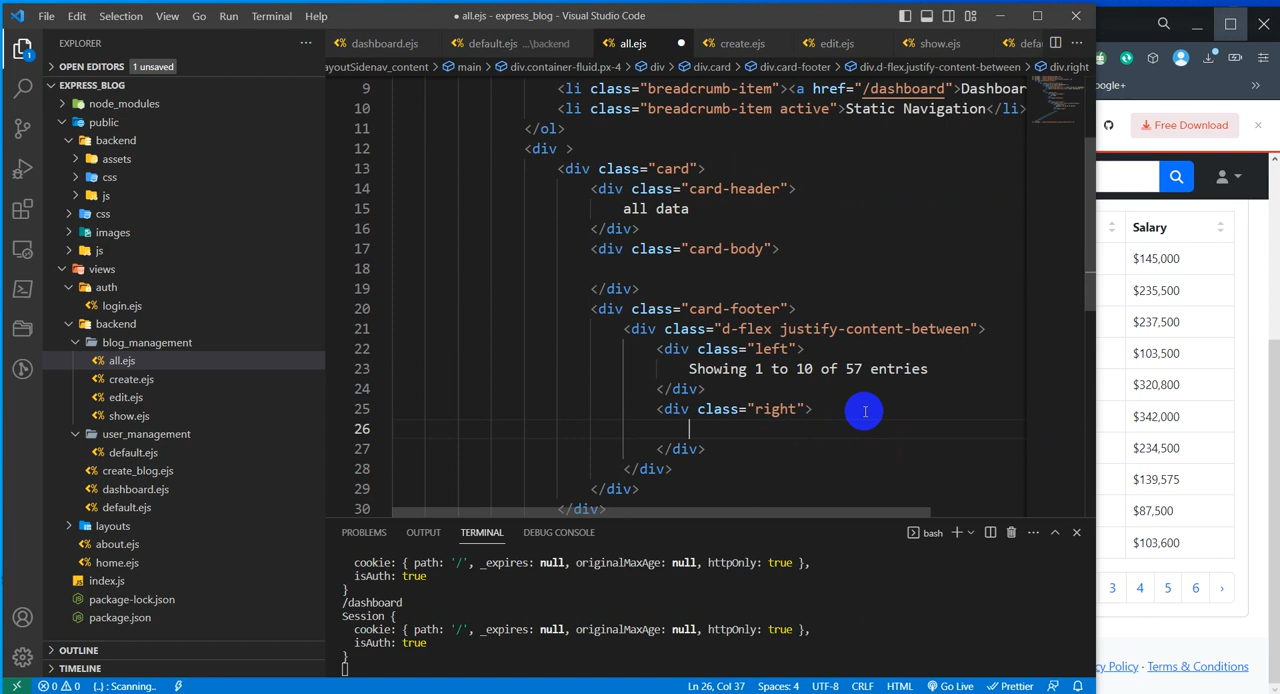 File Edit Selection View Go Run Terminal Help
● all.ejs - express_blog - Visual Studio Code
EXPLORER
OPEN EDITORS 1 unsaved
EXPRESS_BLOG
node_modules
public
backend
assets
css
js
css
images
js
views
auth
login.ejs
backend
blog_management
all.ejs
create.ejs
edit.ejs
show.ejs
user_management
default.ejs
create_blog.ejs
dashboard.ejs
default.ejs
layouts
about.ejs
home.ejs
index.js
package-lock.json
package.json
OUTLINE
TIMELINE
dashboard.ejs default.ejs ...\backend all.ejs ● create.ejs edit.ejs show.ejs defau
ayoutSidenav_content > main > div.container-fluid.px-4 > div > div.card > div.card-footer > div.d-flex.justify-content-between > div.right
9 <li class="breadcrumb-item"><a href="/dashboard">Dashboar
10 <li class="breadcrumb-item active">Static Navigation</li>
11 </ol>
12 <div >
13 <div class="card">
14 <div class="card-header">
15 all data
16 </div>
17 <div class="card-body">
18
19 </div>
20 <div class="card-footer">
21 <div class="d-flex justify-content-between">
22 <div class="left">
23 Showing 1 to 10 of 57 entries
24 </div>
25 <div class="right">
26
27 </div>
28 </div>
29 </div>
30 </div>
PROBLEMS OUTPUT TERMINAL DEBUG CONSOLE
bash
cookie: { path: '/', _expires: null, originalMaxAge: null, httpOnly: true },
isAuth: true
}
/dashboard
Session {
cookie: { path: '/', _expires: null, originalMaxAge: null, httpOnly: true },
isAuth: true
}
0 0 {..} : Scanning..
Ln 26, Col 37 Spaces: 4 UTF-8 CRLF HTML Go Live Prettier
oogle+
Free Download
Salary
$145,000
$235,500
$237,500
$103,500
$320,800
$342,000
$234,500
$139,575
$87,500
$103,600
3 4 5 6 ›
cy Policy · Terms & Conditions